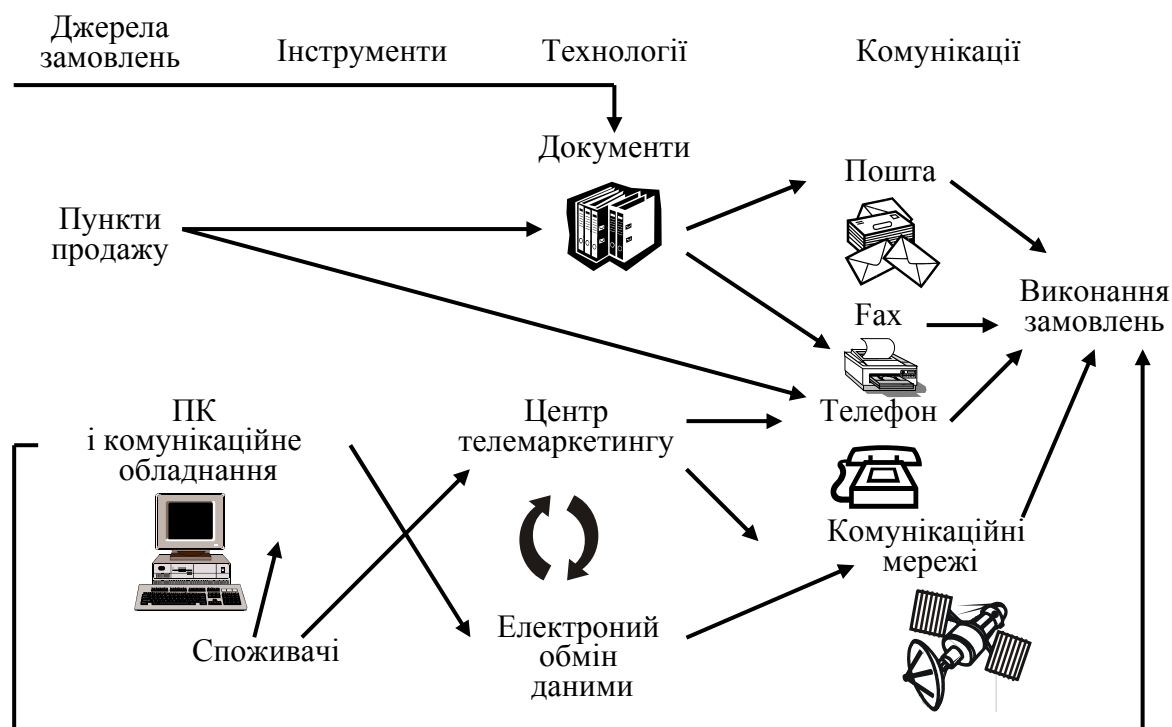 Джерела
замовлень
Інструменти
Технології
Комунікації
Документи
Пошта
Пункти
продажу
Виконання
замовлень
Fax
ПК
і комунікаційне
обладнання
Центр
телемаркетингу
Телефон
Комунікаційні
мережі
Споживачі
Електроний
обмін
даними